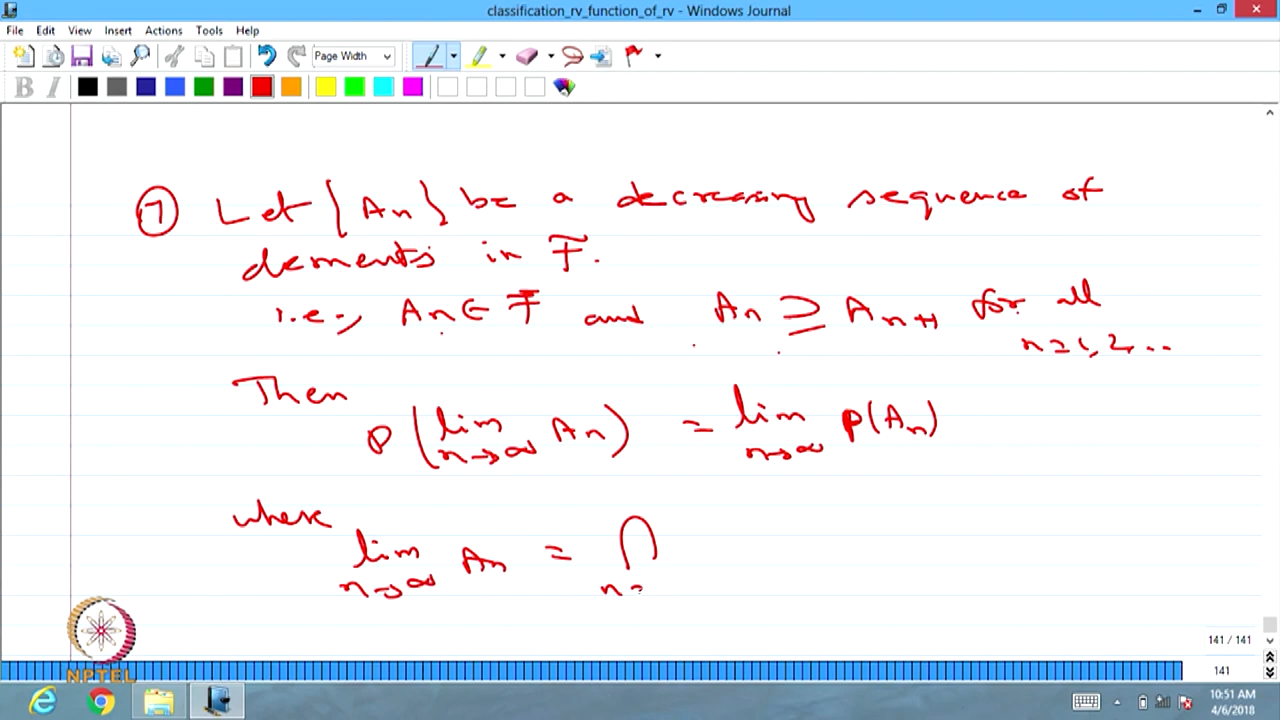 classification_rv_function_of_rv - Windows Journal
File Edit View Insert Actions Tools Help
Page Width
B I
⑦ Let {An} be a decreasing sequence of
elements in F.
i.e., An ∈ F and An ⊇ An+1 for all
n = 1, 2, ...
Then
P(lim An) = lim P(An)
n→∞ n→∞
where
lim An = ∩
n→∞ n=
NPTEL
141 / 141
141
10:51 AM
4/6/2018